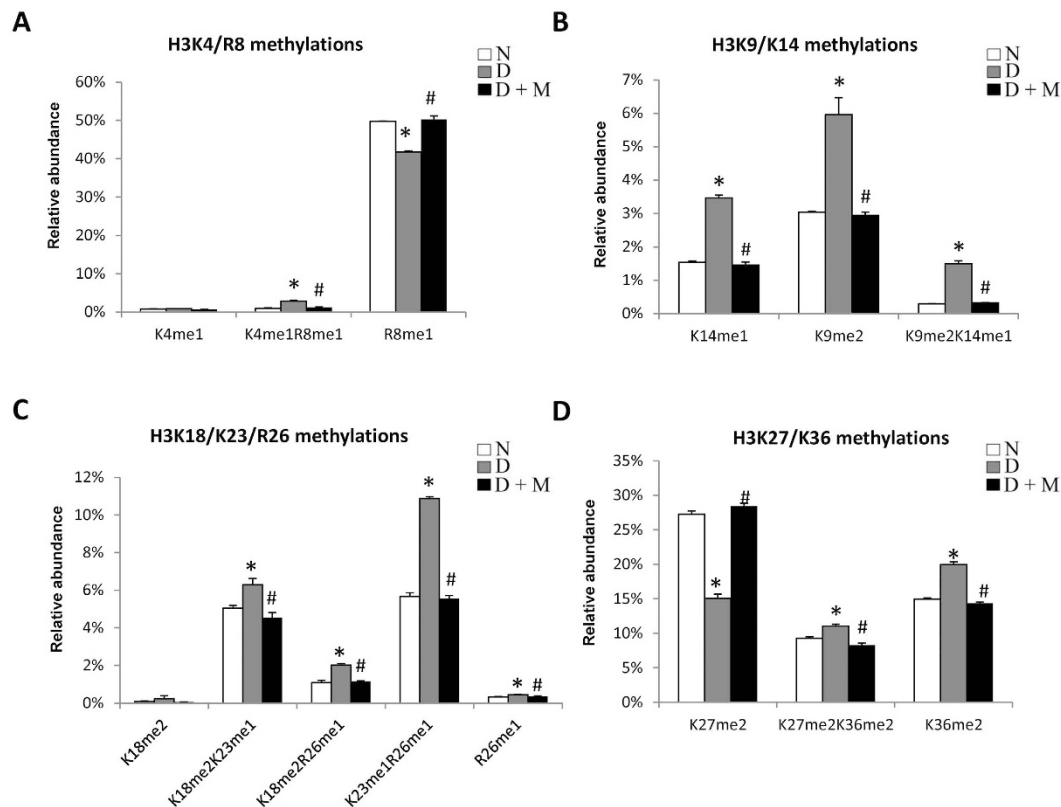 A
H3K4/R8 methylations
N
D
D + M
Relative abundance
60%
50%
40%
30%
20%
10%
0%
*
#
*
#
K4me1
K4me1R8me1
R8me1
B
H3K9/K14 methylations
N
D
D + M
Relative abundance
7%
6%
5%
4%
3%
2%
1%
0%
*
#
*
#
*
#
K14me1
K9me2
K9me2K14me1
C
H3K18/K23/R26 methylations
N
D
D + M
Relative abundance
12%
10%
8%
6%
4%
2%
0%
*
#
*
#
*
#
*
#
K18me2
K18me2K23me1
K18me2R26me1
K23me1R26me1
R26me1
D
H3K27/K36 methylations
N
D
D + M
Relative abundance
35%
30%
25%
20%
15%
10%
5%
0%
*
#
*
#
*
#
K27me2
K27me2K36me2
K36me2